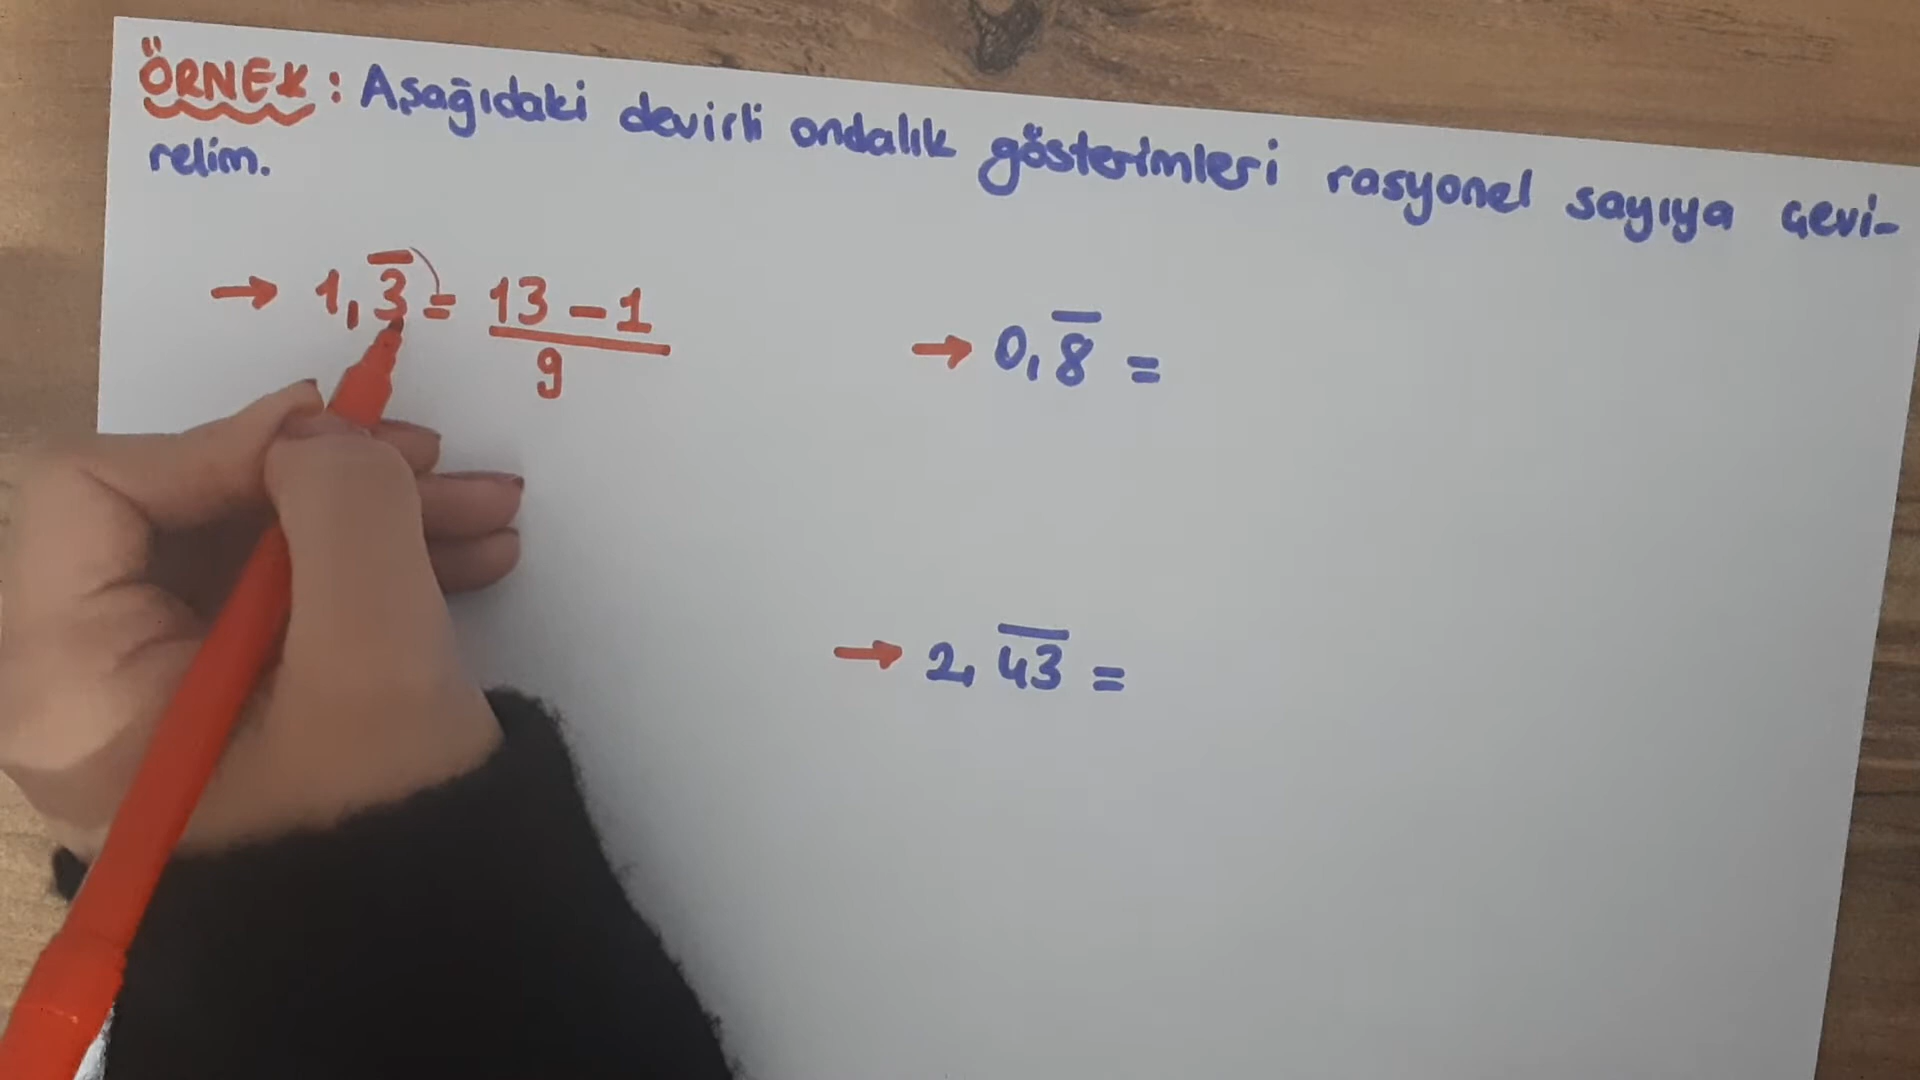 ÖRNEK : Aşağıdaki devirli ondalık gösterimleri rasyonel sayıya çevi-
relim.
→ 1,3̅ = 13 - 1
9
→ 0,8̅ =
→ 2,4̅3̅ =